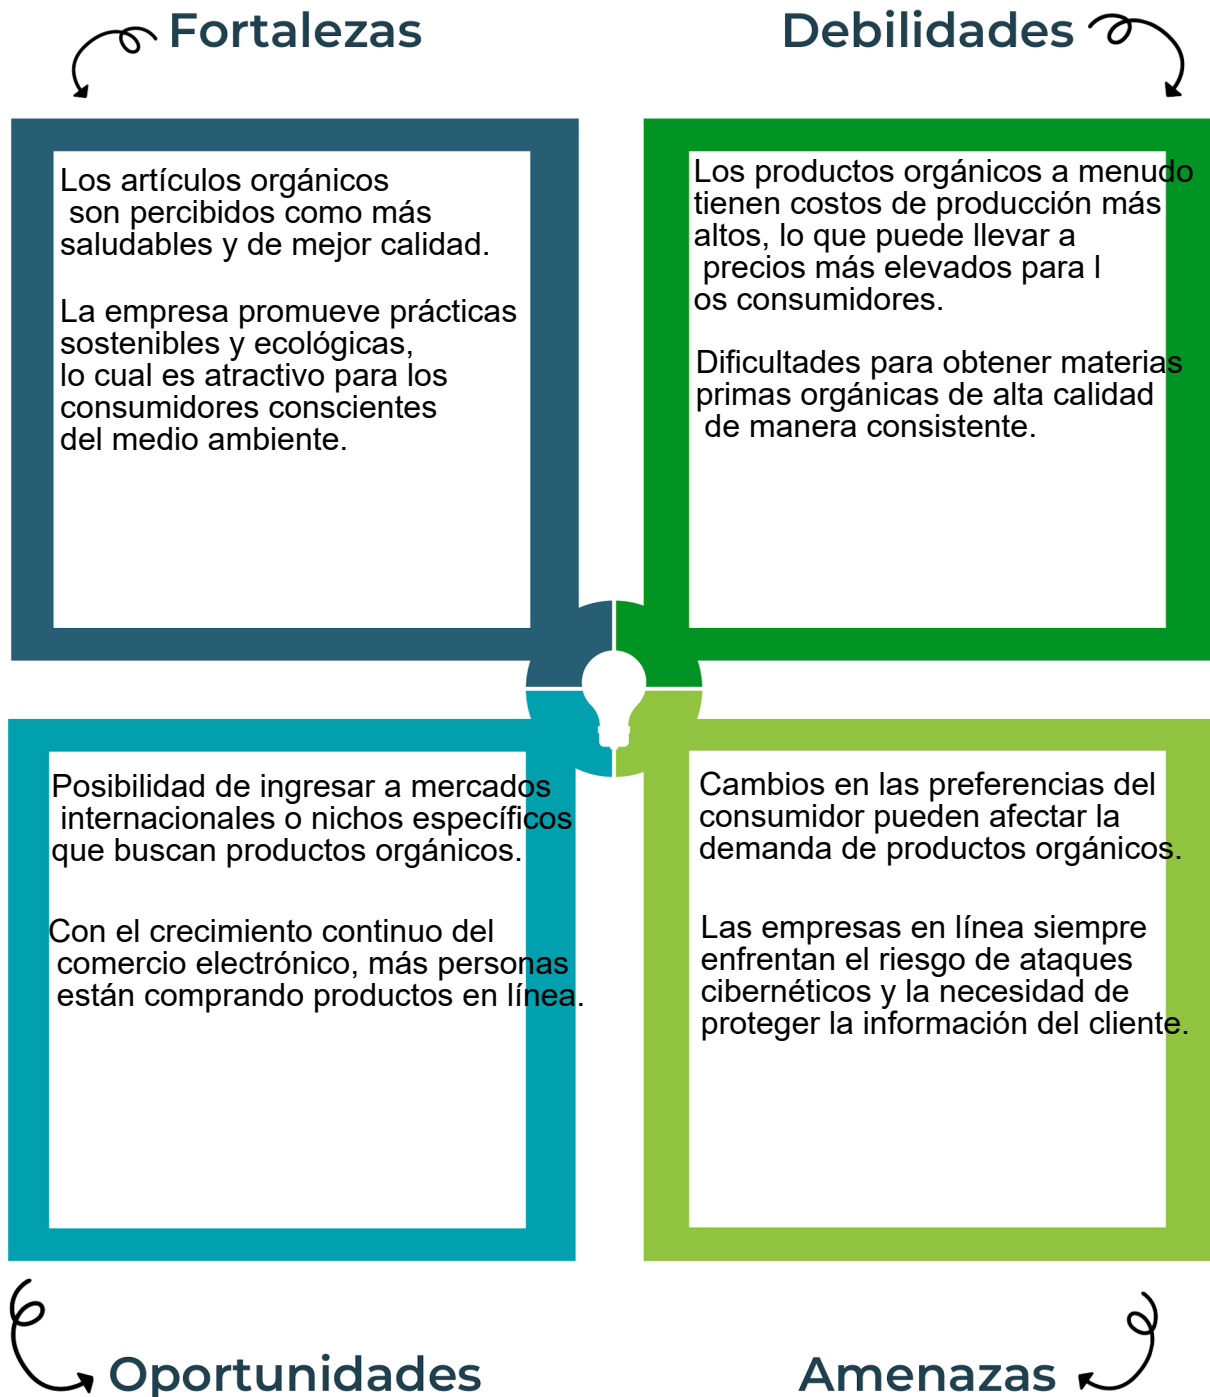 Fortalezas
Los artículos orgánicos
son percibidos como más
saludables y de mejor calidad.
La empresa promueve prácticas
sostenibles y ecológicas,
lo cual es atractivo para los
consumidores conscientes
del medio ambiente.
Debilidades
Los productos orgánicos a menudo
tienen costos de producción más
altos, lo que puede llevar a
precios más elevados para l
os consumidores.
Dificultades para obtener materias
primas orgánicas de alta calidad
de manera consistente.
Posibilidad de ingresar a mercados
internacionales o nichos específicos
que buscan productos orgánicos.
Con el crecimiento continuo del
comercio electrónico, más personas
están comprando productos en línea.
Oportunidades
Cambios en las preferencias del
consumidor pueden afectar la
demanda de productos orgánicos.
Las empresas en línea siempre
enfrentan el riesgo de ataques
cibernéticos y la necesidad de
proteger la información del cliente.
Amenazas